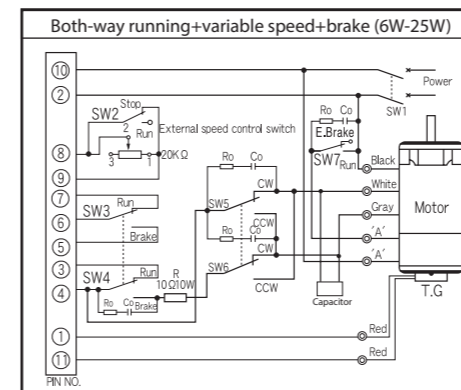 Both-way running+variable speed+brake (6W-25W)
10
2
8
9
7
6
5
3
4
1
11
PIN NO.
SW2
Stop
2
Run
3
1
20KΩ
External speed control switch
SW3
Run
Brake
SW4
Run
Ro
Co
Brake
R
10Ω10W
Ro
Co
SW5
CW
CCW
Ro
Co
SW6
CW
CCW
Power
SW1
Ro
Co
E.Brake
SW7
Run
Black
White
Gray
'A'
'A'
Motor
Capacitor
T.G
Red
Red